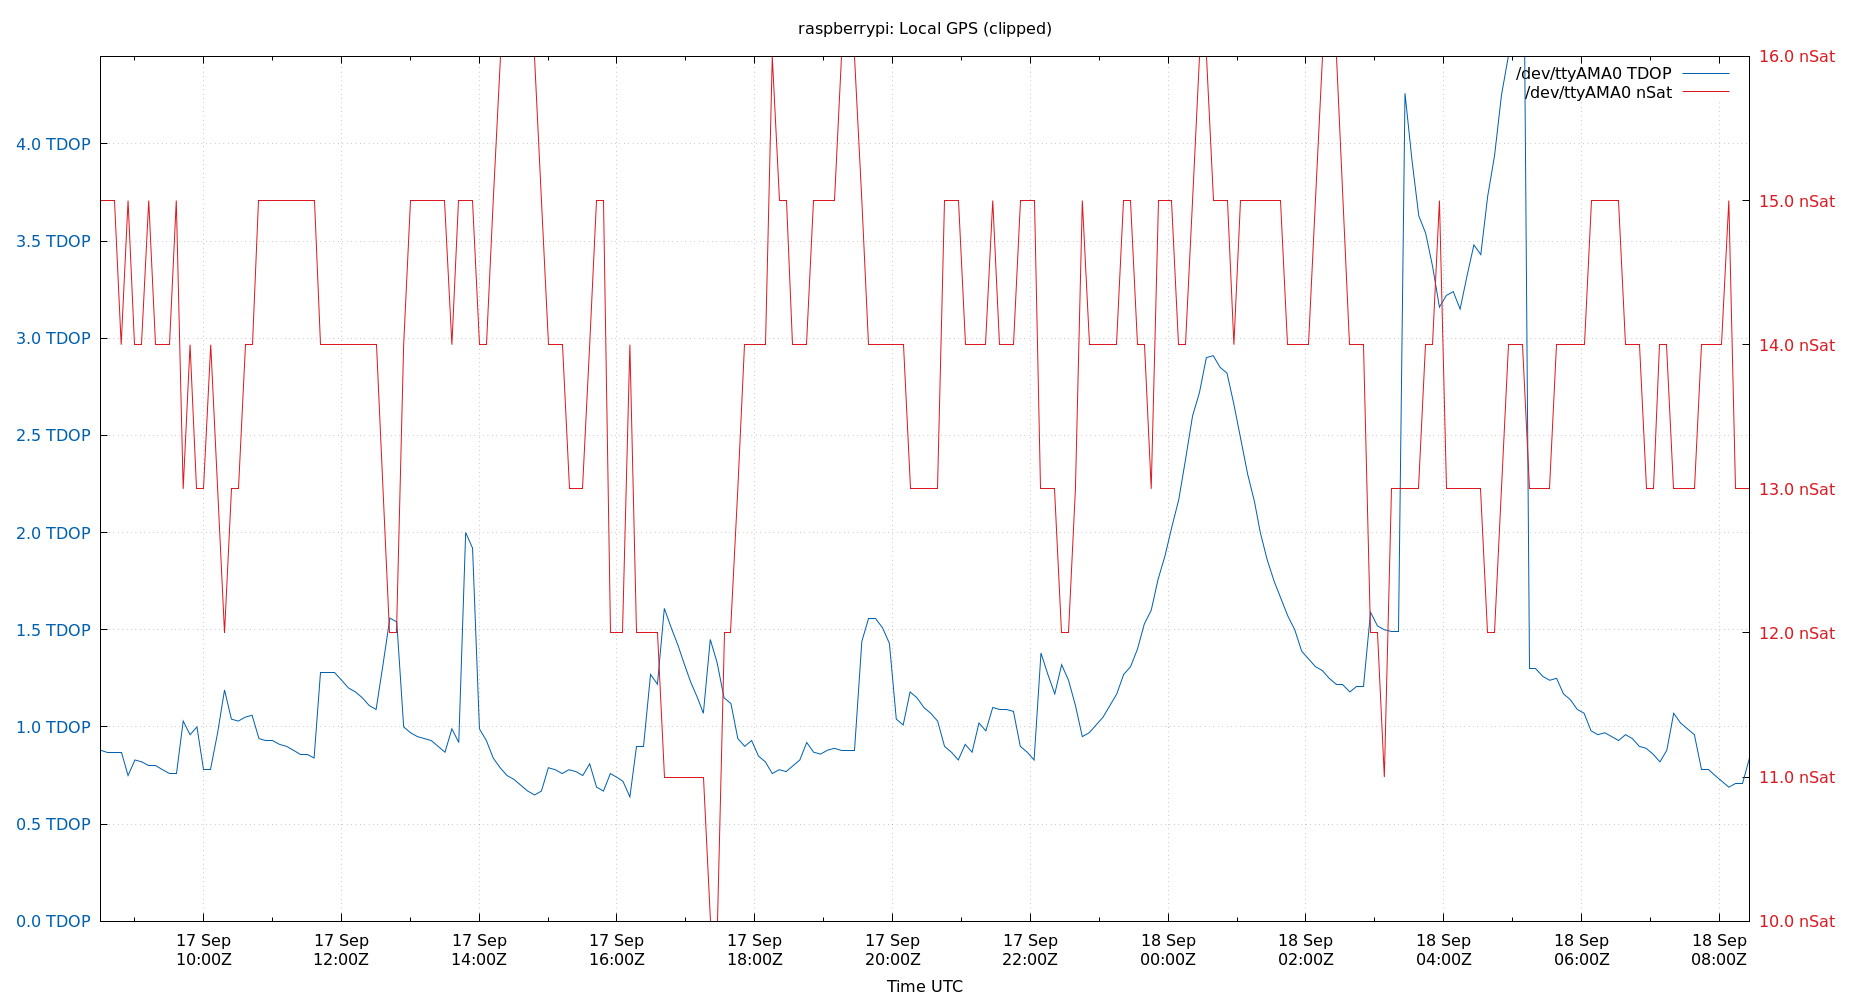 raspberrypi: Local GPS (clipped)
16.0 nSat
/dev/ttyAMA0 TDOP
/dev/ttyAMA0 nSat
4.0 TDOP
15.0 nSat
3.5 TDOP
3.0 TDOP
14.0 nSat
2.5 TDOP
13.0 nSat
2.0 TDOP
1.5 TDOP
12.0 nSat
1.0 TDOP
11.0 nSat
0.5 TDOP
0.0 TDOP
10.0 nSat
17 Sep 17 Sep 17 Sep 17 Sep 17 Sep 17 Sep 17 Sep 18 Sep 18 Sep 18 Sep 18 Sep 18 Sep
10:00Z 12:00Z 14:00Z 16:00Z 18:00Z 20:00Z 22:00Z 00:00Z 02:00Z 04:00Z 06:00Z 08:00Z
Time UTC